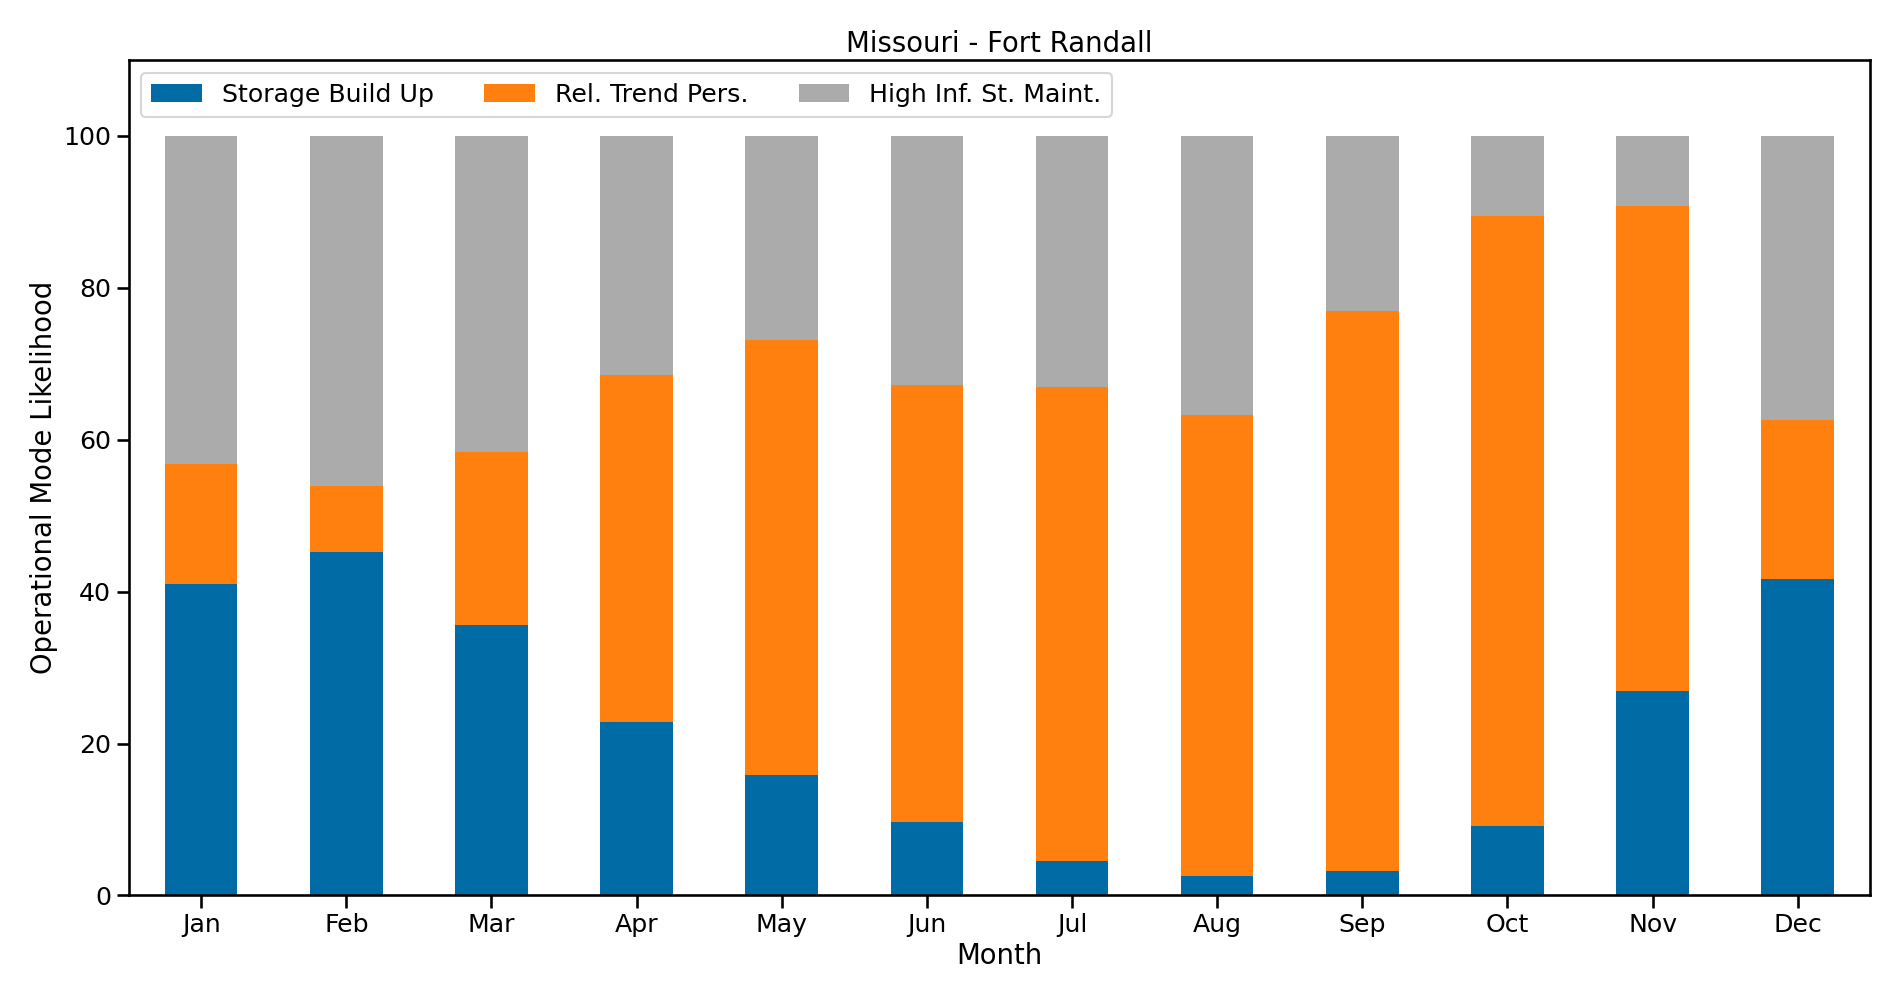 Missouri - Fort Randall
Storage Build Up Rel. Trend Pers. High Inf. St. Maint.
Operational Mode Likelihood
100
80
60
40
20
0
Jan Feb Mar Apr May Jun Jul Aug Sep Oct Nov Dec
Month